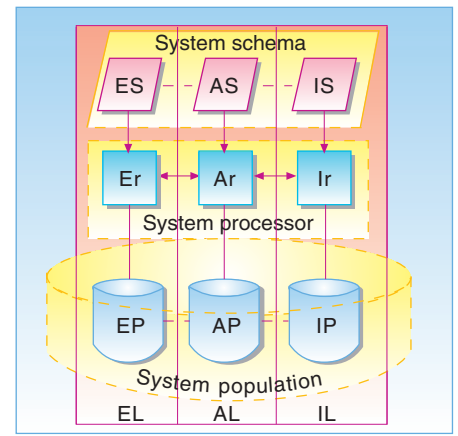 System schema
ES AS IS
Er Ar Ir
System processor
EP AP IP
System population
EL AL IL